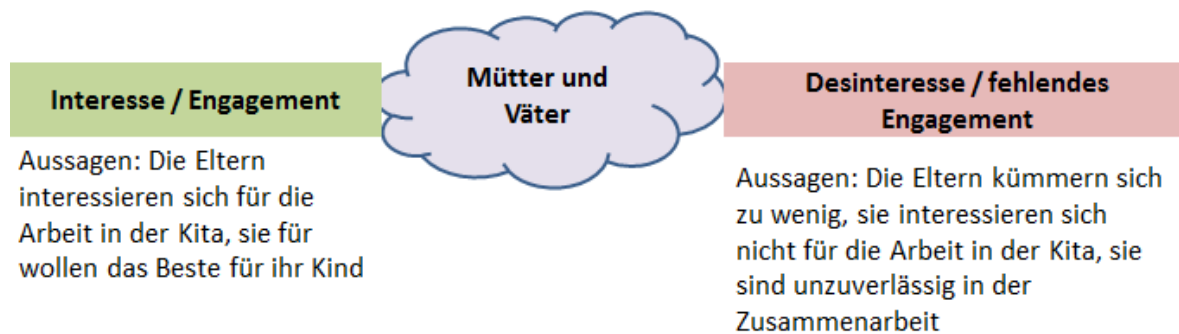 Interesse / Engagement
Aussagen: Die Eltern
interessieren sich für die
Arbeit in der Kita, sie für
wollen das Beste für ihr Kind
Mütter und
Väter
Desinteresse / fehlendes
Engagement
Aussagen: Die Eltern kümmern sich
zu wenig, sie interessieren sich
nicht für die Arbeit in der Kita, sie
sind unzuverlässig in der
Zusammenarbeit